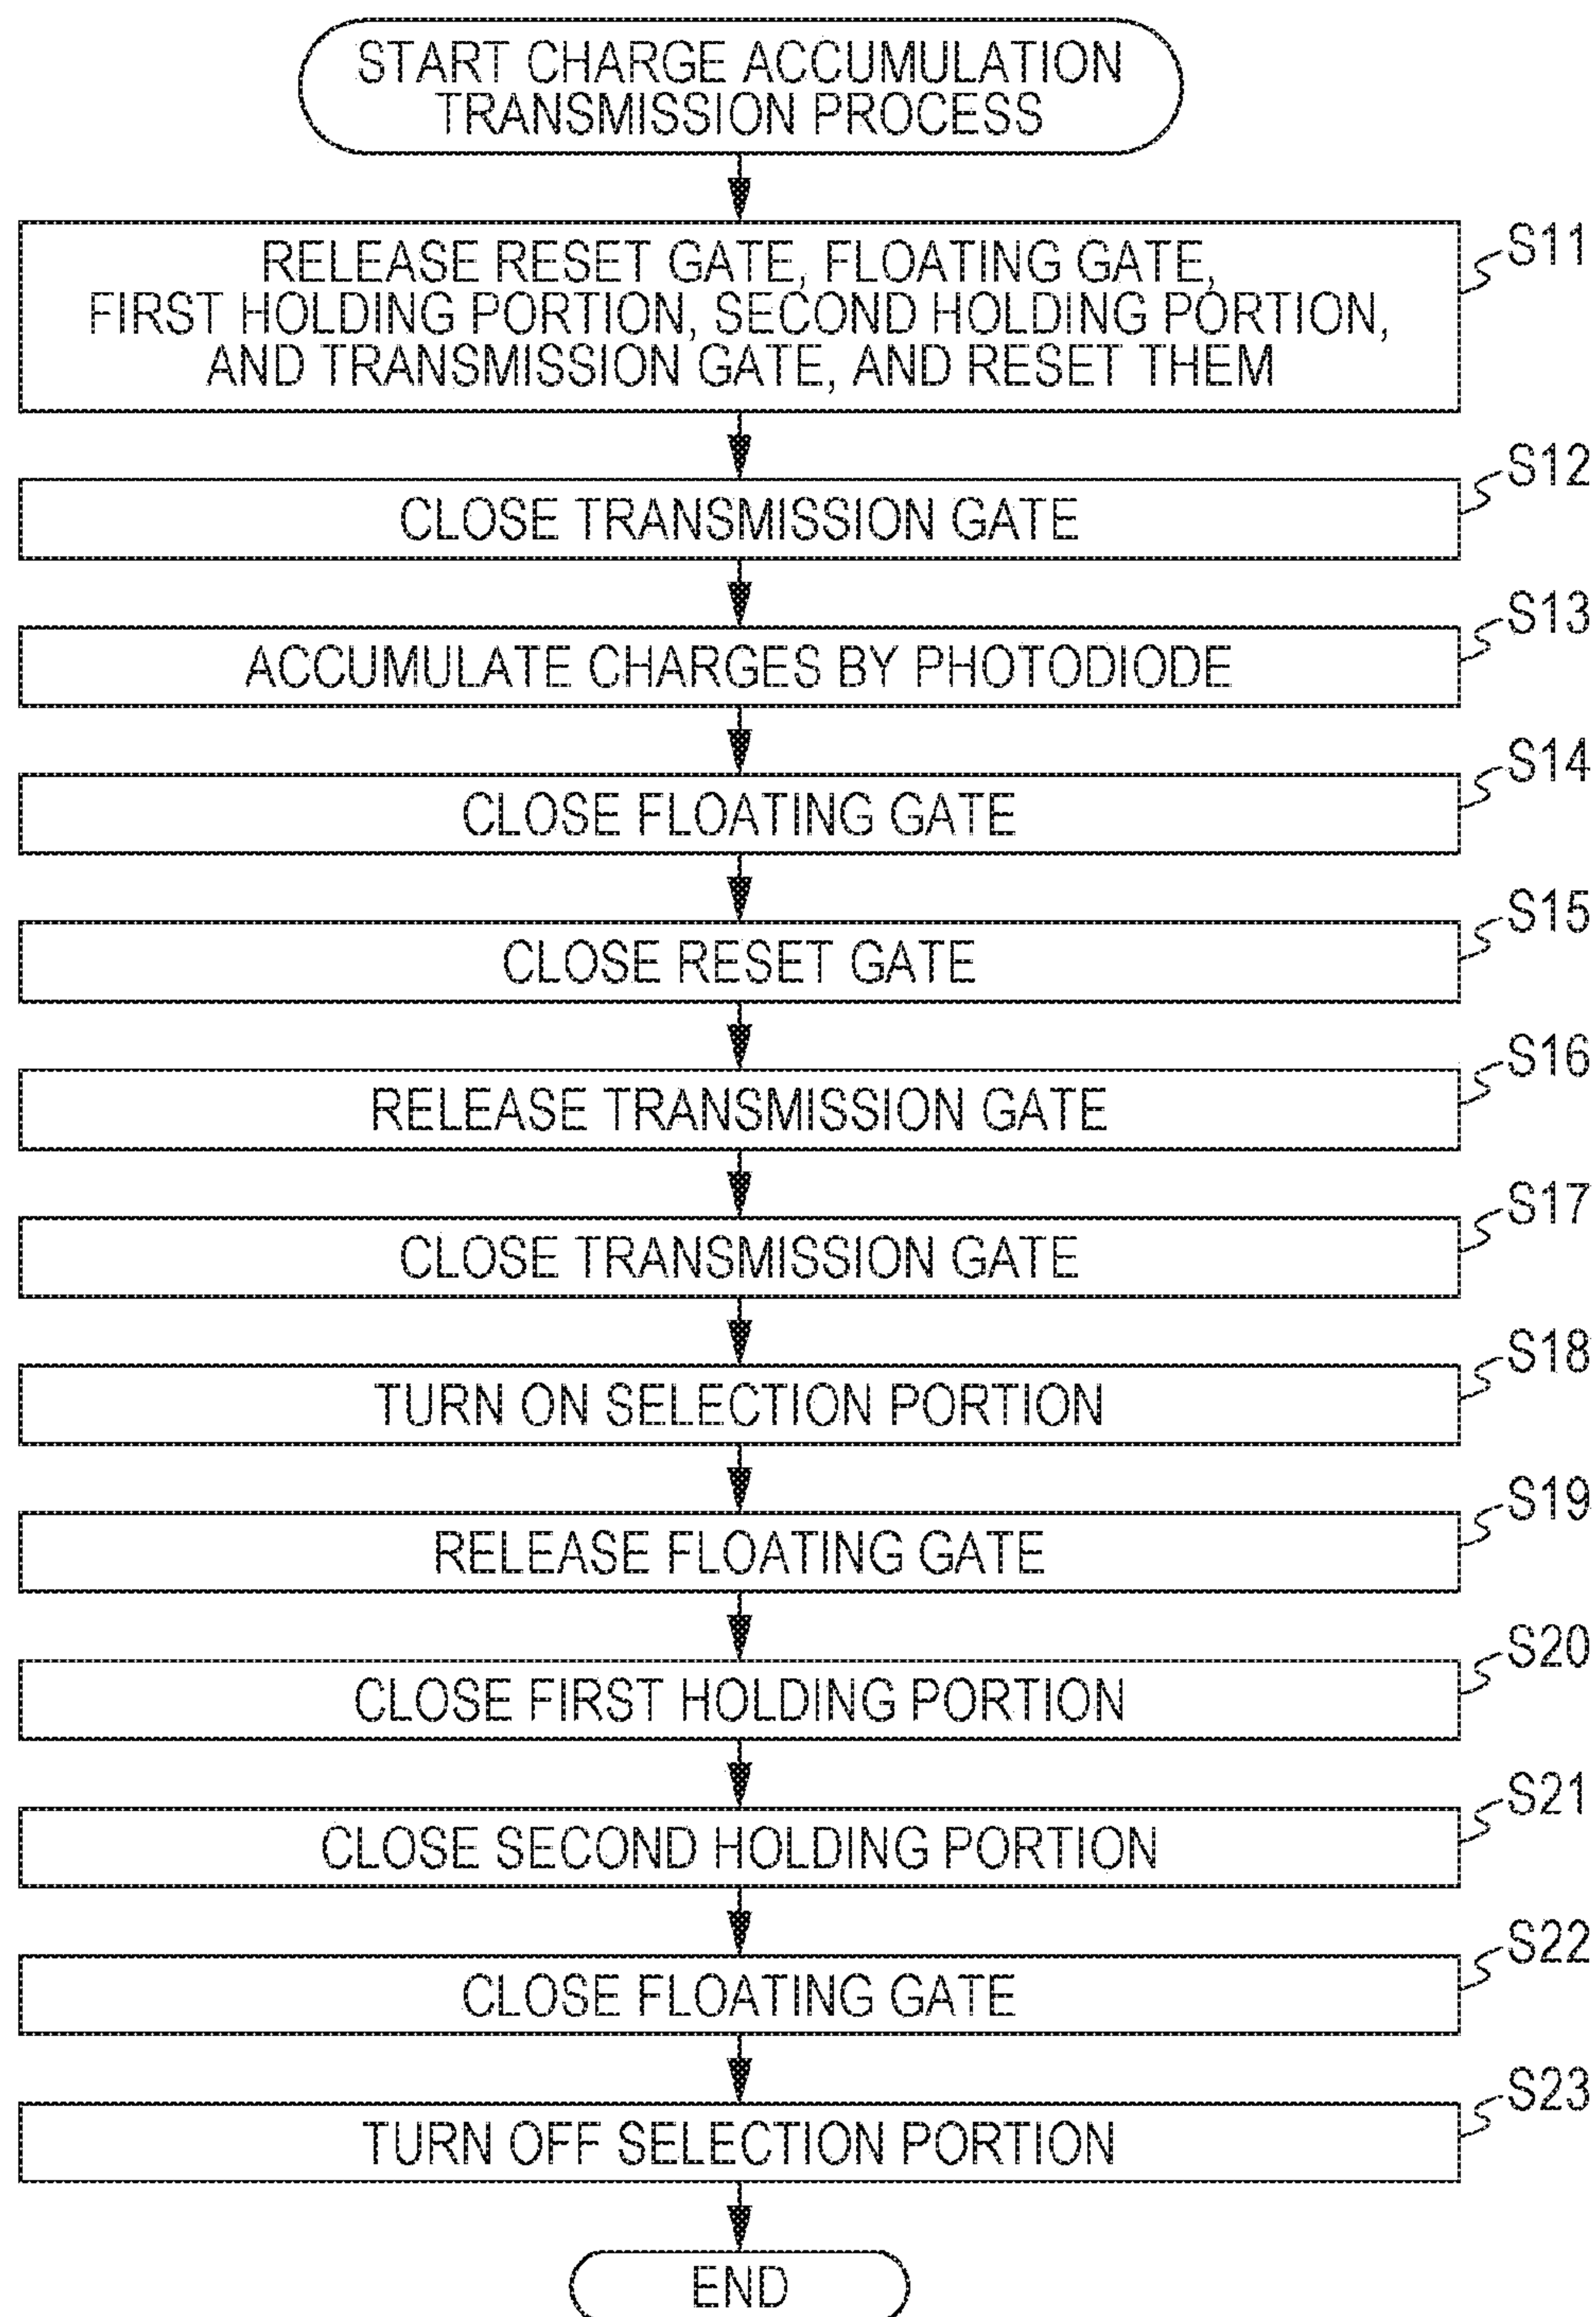 START CHARGE ACCUMULATION
TRANSMISSION PROCESS
RELEASE RESET GATE, FLOATING GATE,
FIRST HOLDING PORTION, SECOND HOLDING PORTION,
AND TRANSMISSION GATE, AND RESET THEM
S11
CLOSE TRANSMISSION GATE
S12
ACCUMULATE CHARGES BY PHOTODIODE
S13
CLOSE FLOATING GATE
S14
CLOSE RESET GATE
S15
RELEASE TRANSMISSION GATE
S16
CLOSE TRANSMISSION GATE
S17
TURN ON SELECTION PORTION
S18
RELEASE FLOATING GATE
S19
CLOSE FIRST HOLDING PORTION
S20
CLOSE SECOND HOLDING PORTION
S21
CLOSE FLOATING GATE
S22
TURN OFF SELECTION PORTION
S23
END